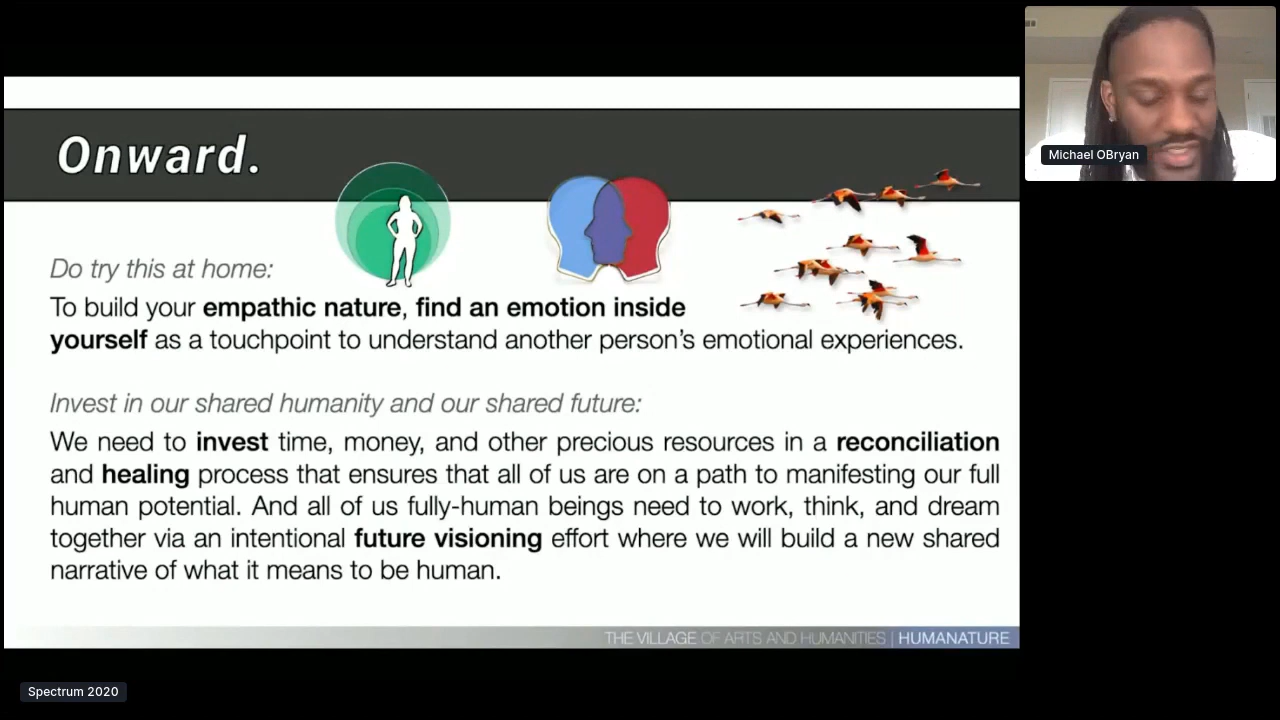 Onward.
Do try this at home:
To build your empathic nature, find an emotion inside
yourself as a touchpoint to understand another person’s emotional experiences.
Invest in our shared humanity and our shared future:
We need to invest time, money, and other precious resources in a reconciliation
and healing process that ensures that all of us are on a path to manifesting our full
human potential. And all of us fully-human beings need to work, think, and dream
together via an intentional future visioning effort where we will build a new shared
narrative of what it means to be human.
THE VILLAGE OF ARTS AND HUMANITIES | HUMANATURE
Michael OBryan
Spectrum 2020